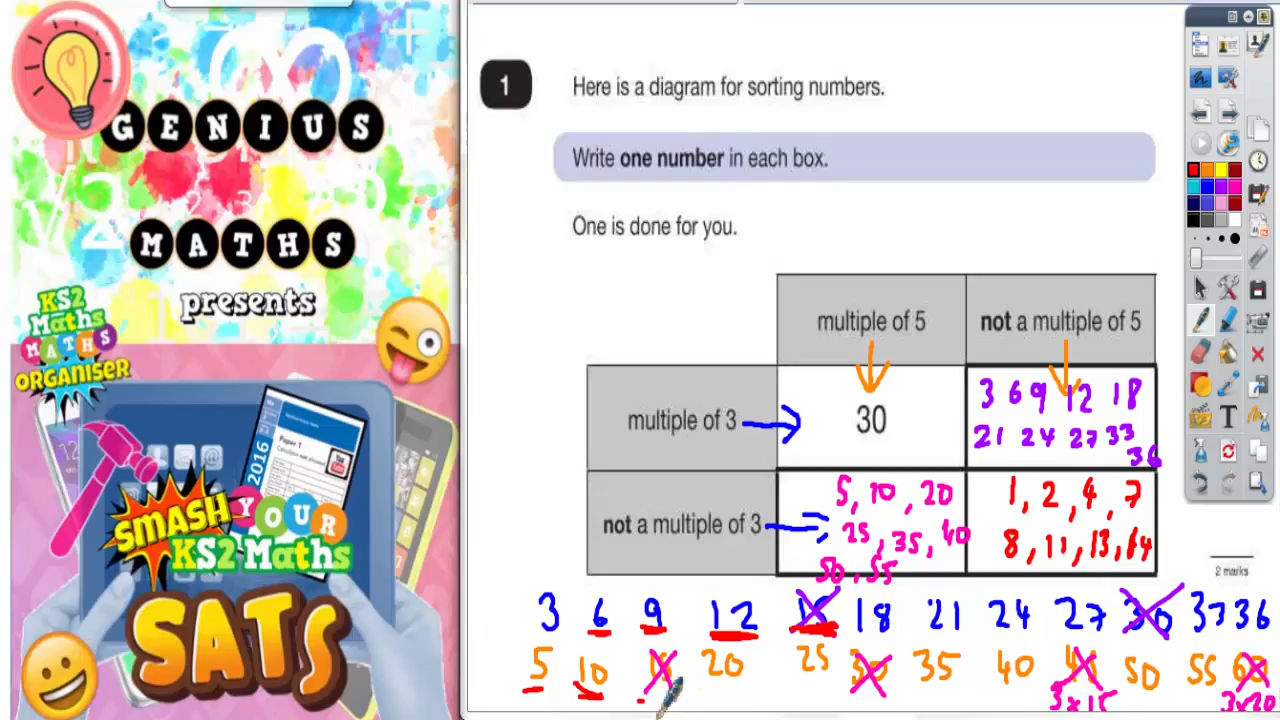 GENIUS
MATHS
presents
KS2
Maths
MATHS
ORGANISER
2016
Paper 1
You
Tube
SMASH YOUR
KS2 Maths
SATS
1
Here is a diagram for sorting numbers.
Write one number in each box.
One is done for you.
multiple of 5
not a multiple of 5
multiple of 3
30
3 6 9 12 18
21 24 27 33
36
not a multiple of 3
5, 10, 20
25, 35, 40
50, 55
1, 2, 4, 7
8, 11, 13, 14
2 marks
3 6 9 12 15 18 21 24 27 30 33 36
5 10 15 20 25 30 35 40 45 50 55 60
3x15 3x20
T